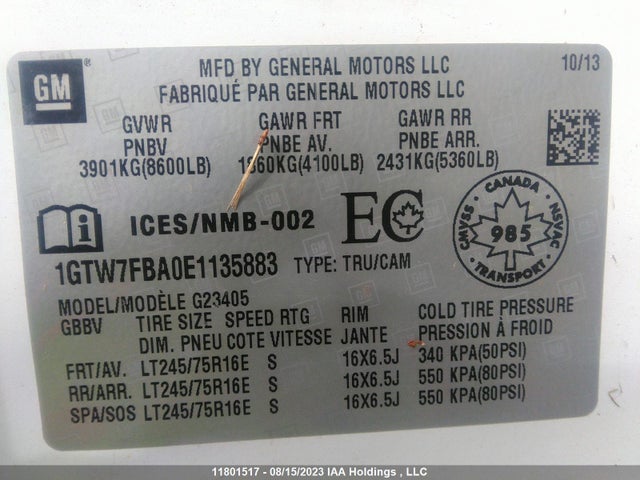 GM ®
MFD BY GENERAL MOTORS LLC
10/13
FABRIQUÉ PAR GENERAL MOTORS LLC
GVWR GAWR FRT GAWR RR
PNBV PNBE AV. PNBE ARR.
3901KG(8600LB) 1860KG(4100LB) 2431KG(5360LB)
i ICES/NMB-002 EC
CANADA
CMVSS 985 NSVAC
TRANSPORT
1GTW7FBA0E1135883 TYPE: TRU/CAM
MODEL/MODÈLE G23405
GBBV TIRE SIZE SPEED RTG RIM COLD TIRE PRESSURE
DIM. PNEU COTE VITESSE JANTE PRESSION À FROID
FRT/AV. LT245/75R16E S 16X6.5J 340 KPA(50PSI)
RR/ARR. LT245/75R16E S 16X6.5J 550 KPA(80PSI)
SPA/SOS LT245/75R16E S 16X6.5J 550 KPA(80PSI)
11801517 - 08/15/2023 IAA Holdings , LLC